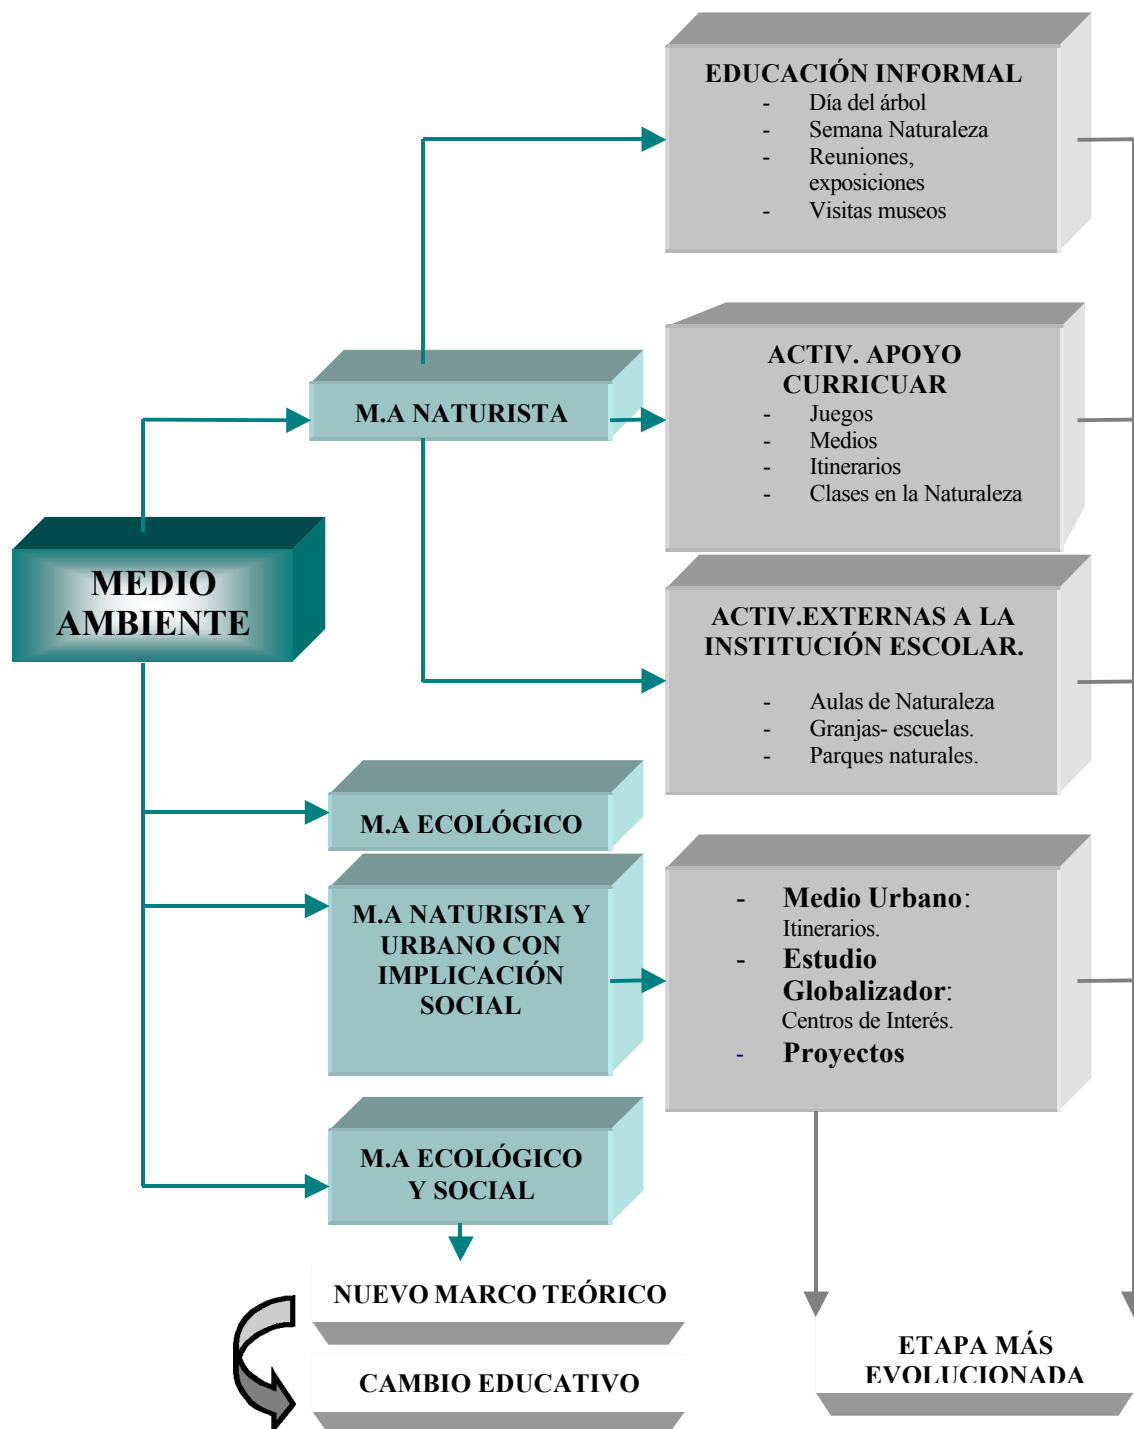 EDUCACIÓN INFORMAL
- Día del árbol
- Semana Naturaleza
- Reuniones,
exposiciones
- Visitas museos
ACTIV. APOYO
CURRICUAR
- Juegos
- Medios
- Itinerarios
- Clases en la Naturaleza
M.A NATURISTA
MEDIO
AMBIENTE
ACTIV.EXTERNAS A LA
INSTITUCIÓN ESCOLAR.
- Aulas de Naturaleza
- Granjas- escuelas.
- Parques naturales.
M.A ECOLÓGICO
M.A NATURISTA Y
URBANO CON
IMPLICACIÓN
SOCIAL
- Medio Urbano:
Itinerarios.
- Estudio
Globalizador:
Centros de Interés.
- Proyectos
M.A ECOLÓGICO
Y SOCIAL
NUEVO MARCO TEÓRICO
CAMBIO EDUCATIVO
ETAPA MÁS
EVOLUCIONADA